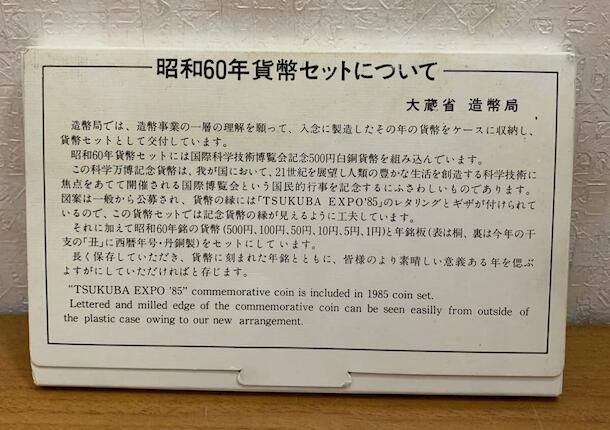 昭和60年貨幣セットについて
大蔵省 造幣局
造幣局では、造幣事業の一層の理解を願って、入念に製造したその年の貨幣をケースに収納し、
貨幣セットとして交付しています。
昭和60年貨幣セットには国際科学技術博覧会記念500円白銅貨幣を組み込んでいます。
この科学万博記念貨幣は、我が国において、21世紀を展望し人類の豊かな生活を創造する科学技術に
焦点をあてて開催される国際博覧会という国民的行事を記念するにふさわしいものであります。
図案は一般から公募され、貨幣の縁には「TSUKUBA EXPO'85」のレタリングとギザが付けられて
いるので、この貨幣セットでは記念貨幣の縁が見えるように工夫しています。
それに加えて昭和60年銘の貨幣(500円、100円、50円、10円、5円、1円)と年銘板(表は桐、裏は今年の干
支の「丑」に西暦年号・丹銅製)をセットにしています。
長く保存していただき、貨幣に刻まれた年銘とともに、皆様のより素晴しい意義ある年を偲ぶ
よすがにしていただければと存じます。
"TSUKUBA EXPO '85" commemorative coin is included in 1985 coin set.
Lettered and milled edge of the commemorative coin can be seen easilly from outside of
the plastic case owing to our new arrangement.